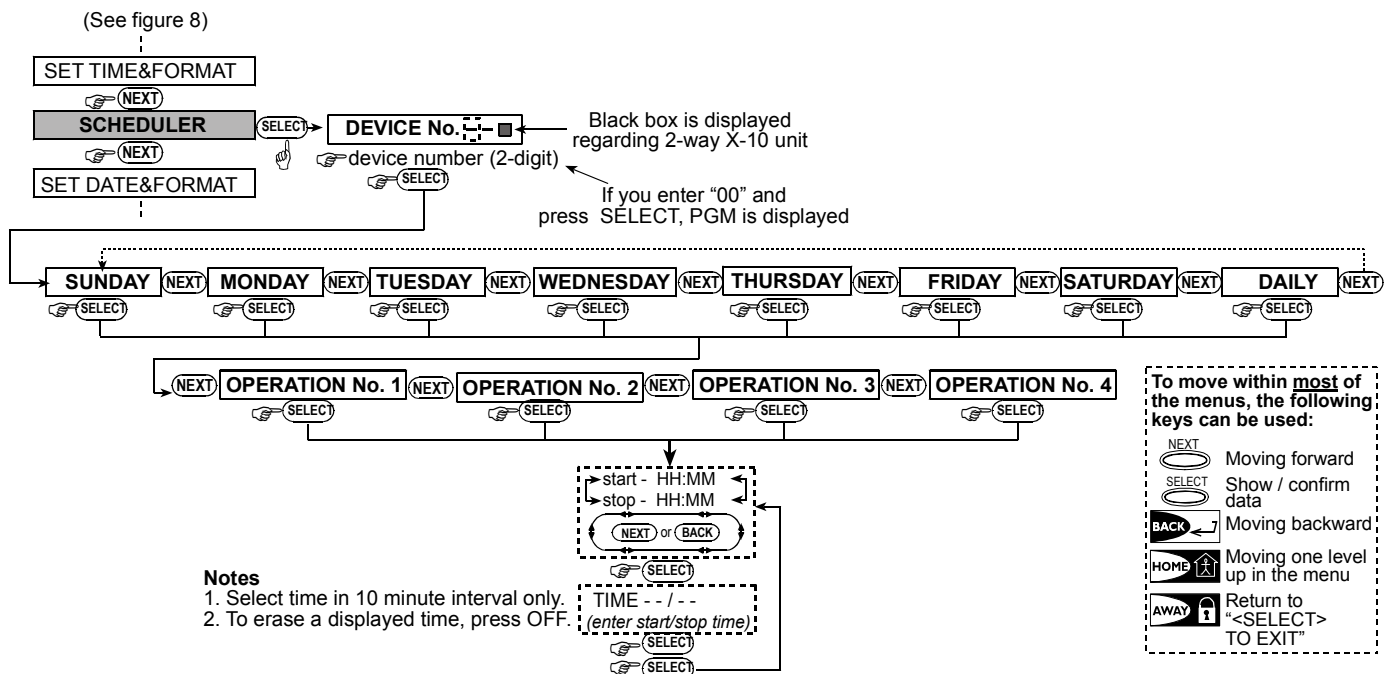 (See figure 8)
SET TIME&FORMAT
NEXT
SCHEDULER
SELECT
DEVICE No. - -
Black box is displayed
regarding 2-way X-10 unit
NEXT
device number (2-digit)
SET DATE&FORMAT
SELECT
If you enter “00” and
press SELECT, PGM is displayed
SUNDAY NEXT MONDAY NEXT TUESDAY NEXT WEDNESDAY NEXT THURSDAY NEXT FRIDAY NEXT SATURDAY NEXT DAILY NEXT
SELECT SELECT SELECT SELECT SELECT SELECT SELECT SELECT
NEXT OPERATION No. 1 NEXT OPERATION No. 2 NEXT OPERATION No. 3 NEXT OPERATION No. 4
SELECT SELECT SELECT SELECT
start - HH:MM
stop - HH:MM
NEXT or BACK
SELECT
TIME - - / - -
(enter start/stop time)
SELECT
SELECT
Notes
1. Select time in 10 minute interval only.
2. To erase a displayed time, press OFF.
To move within most of
the menus, the following
keys can be used:
NEXT
Moving forward
SELECT
Show / confirm
data
BACK Moving backward
HOME Moving one level
up in the menu
AWAY Return to
“<SELECT>
TO EXIT”